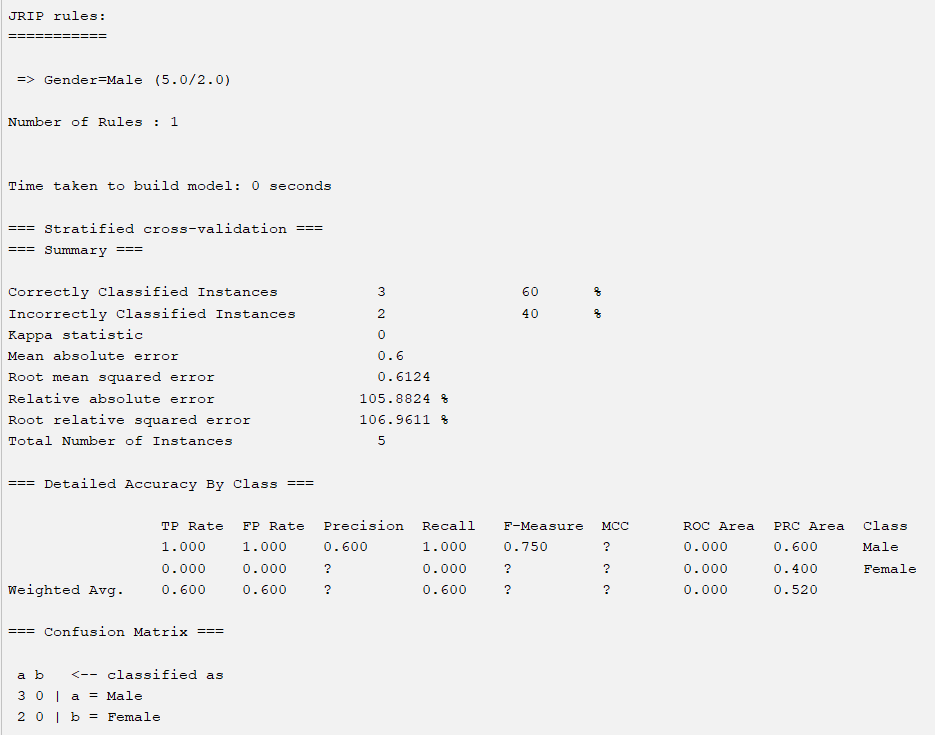 JRIP rules:
===========
=> Gender=Male (5.0/2.0)
Number of Rules : 1
Time taken to build model: 0 seconds
=== Stratified cross-validation ===
=== Summary ===
Correctly Classified Instances 3 60 %
Incorrectly Classified Instances 2 40 %
Kappa statistic 0
Mean absolute error 0.6
Root mean squared error 0.6124
Relative absolute error 105.8824 %
Root relative squared error 106.9611 %
Total Number of Instances 5
=== Detailed Accuracy By Class ===
TP Rate FP Rate Precision Recall F-Measure MCC ROC Area PRC Area Class
1.000 1.000 0.600 1.000 0.750 ? 0.000 0.600 Male
0.000 0.000 ? 0.000 ? ? 0.000 0.400 Female
Weighted Avg. 0.600 0.600 ? 0.600 ? ? 0.000 0.520
=== Confusion Matrix ===
a b <-- classified as
3 0 | a = Male
2 0 | b = Female